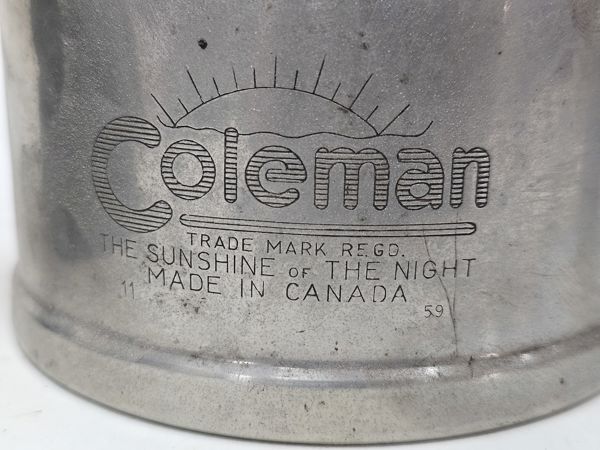 Coleman
TRADE MARK REGD.
THE SUNSHINE OF THE NIGHT
MADE IN CANADA
11 59